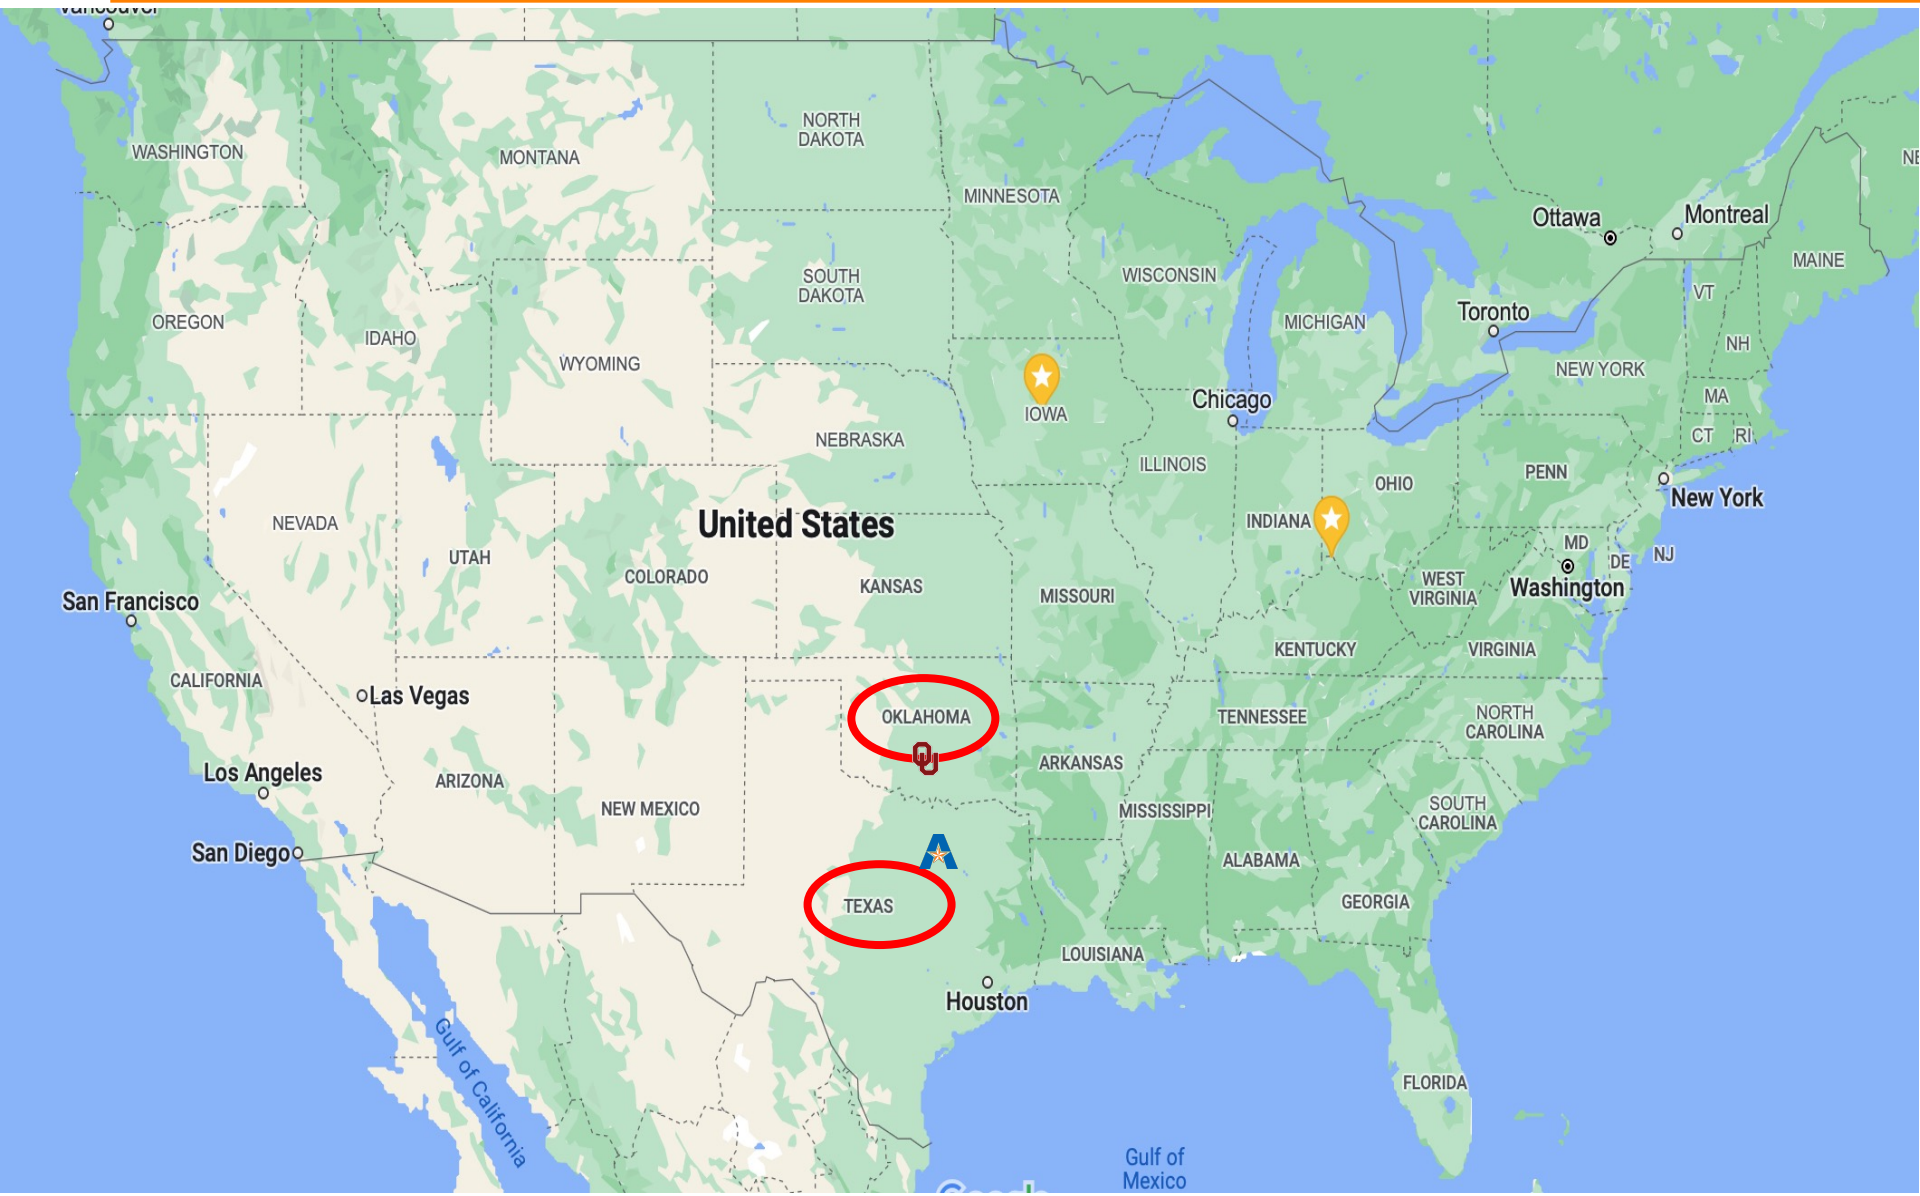 Vancouver
WASHINGTON
MONTANA
NORTH
DAKOTA
MINNESOTA
Ottawa
Montreal
MAINE
OREGON
IDAHO
WYOMING
SOUTH
DAKOTA
WISCONSIN
MICHIGAN
Toronto
VT
NH
NEW YORK
MA
CT
RI
IOWA
Chicago
NEBRASKA
ILLINOIS
OHIO
PENN
New York
NEVADA
UTAH
United States
COLORADO
KANSAS
MISSOURI
INDIANA
WEST
VIRGINIA
MD
DE
NJ
Washington
San Francisco
CALIFORNIA
Las Vegas
KENTUCKY
VIRGINIA
OKLAHOMA
OU
TENNESSEE
NORTH
CAROLINA
Los Angeles
ARIZONA
NEW MEXICO
ARKANSAS
MISSISSIPPI
SOUTH
CAROLINA
San Diego
A
ALABAMA
GEORGIA
TEXAS
LOUISIANA
Houston
Gulf of California
FLORIDA
Gulf of
Mexico
Google